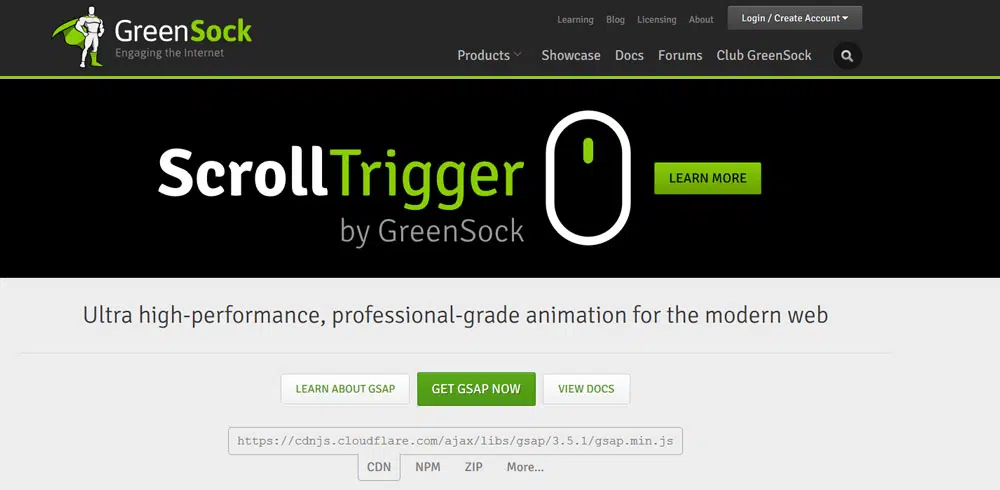 GreenSock
Engaging the Internet
Learning Blog Licensing About Login / Create Account
Products Showcase Docs Forums Club GreenSock
ScrollTrigger
by GreenSock
LEARN MORE
Ultra high-performance, professional-grade animation for the modern web
LEARN ABOUT GSAP GET GSAP NOW VIEW DOCS
https://cdnjs.cloudflare.com/ajax/libs/gsap/3.5.1/gsap.min.js
CDN NPM ZIP More...